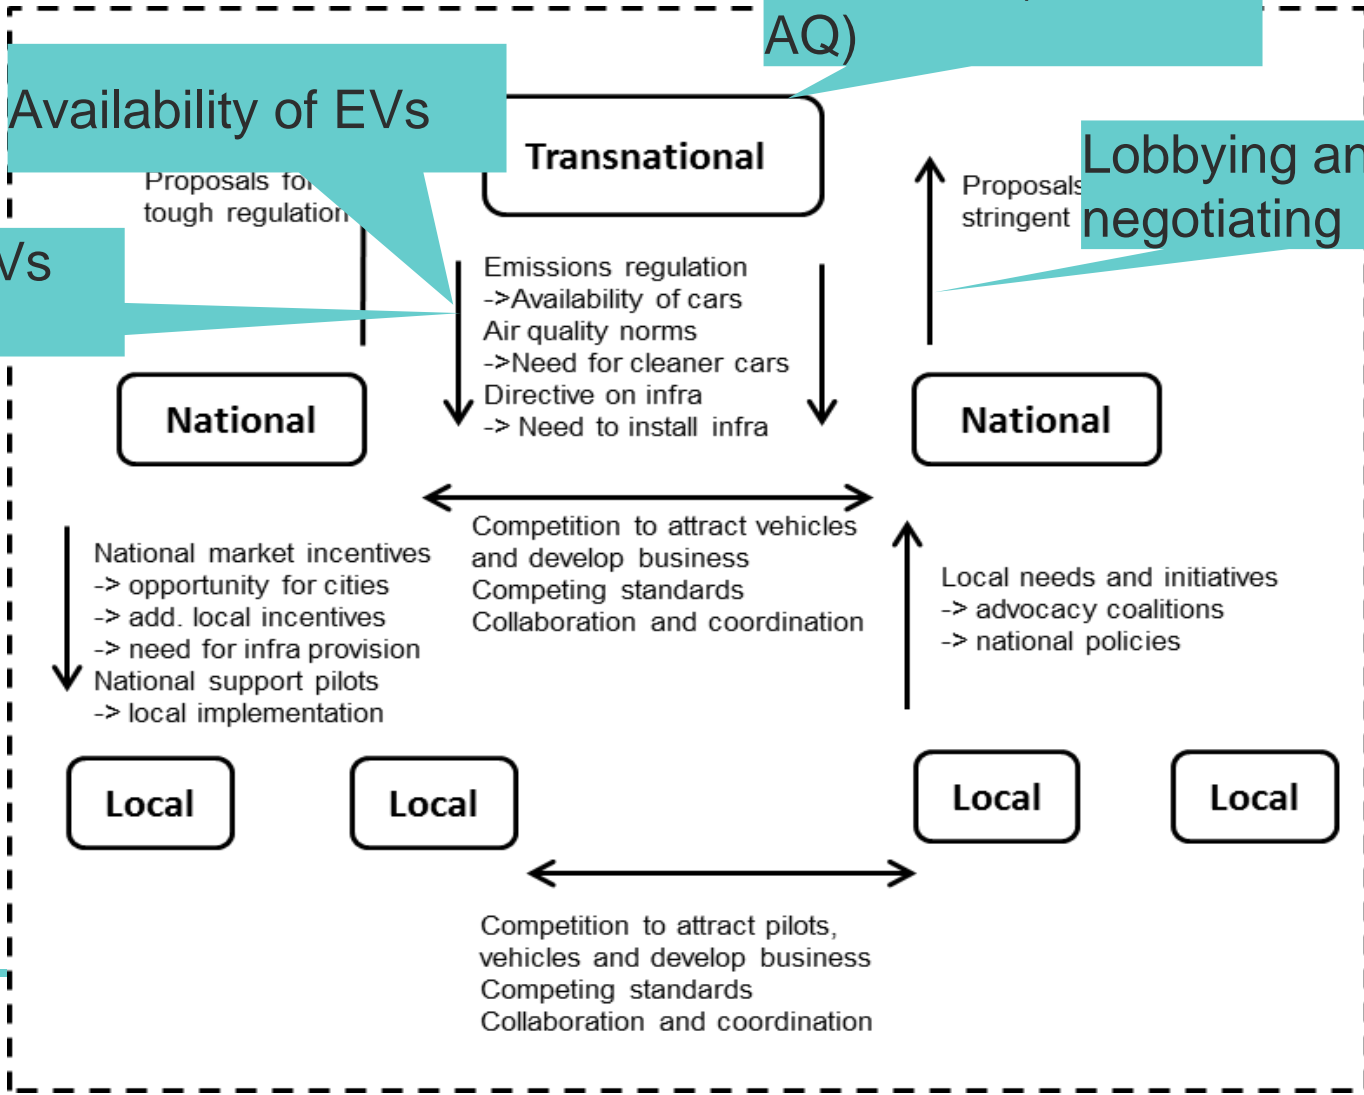 AQ)
Availability of EVs
Transnational
Lobbying
negotiating
Proposals for
tough regulation
Proposals
stringent
Emissions regulation
->Availability of cars
Air quality norms
->Need for cleaner cars
Directive on infra
-> Need to install infra
National
National
Competition to attract vehicles
and develop business
Competing standards
Collaboration and coordination
National market incentives
-> opportunity for cities
-> add. local incentives
-> need for infra provision
National support pilots
-> local implementation
Local needs and initiatives
-> advocacy coalitions
-> national policies
Local
Local
Local
Local
Competition to attract pilots,
vehicles and develop business
Competing standards
Collaboration and coordination